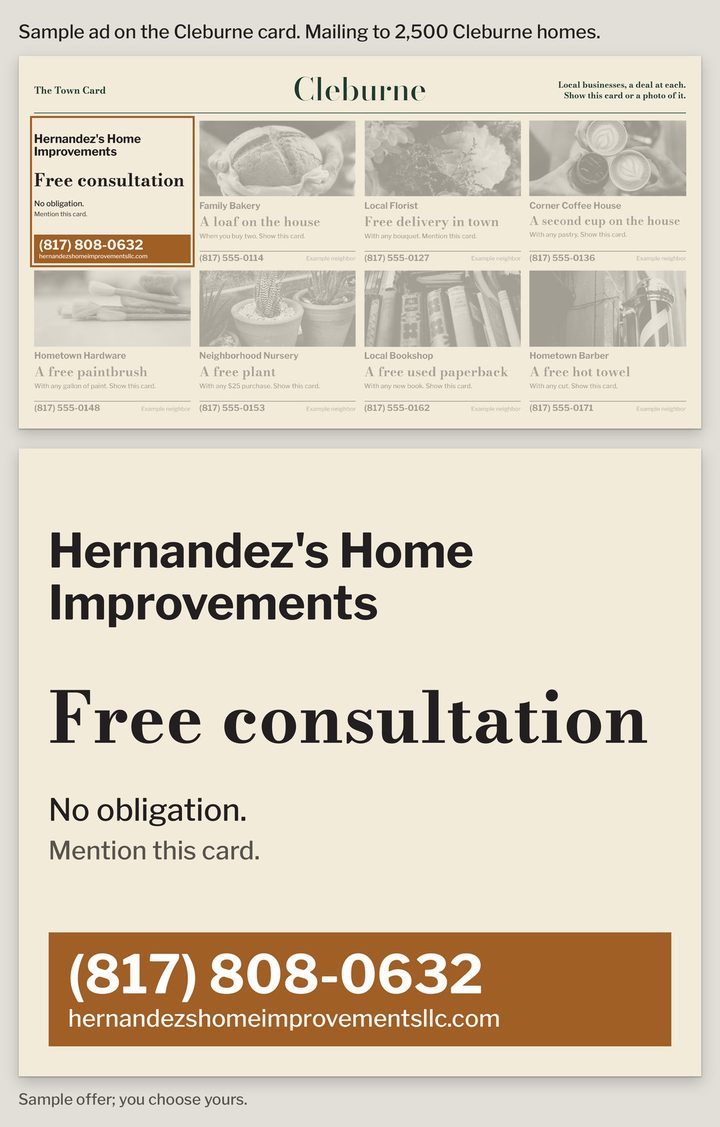 Sample ad on the Cleburne card. Mailing to 2,500 Cleburne homes.
The Town Card
Cleburne
Local businesses, a deal at each.
Show this card or a photo of it.
Hernandez's Home
Improvements
Free consultation
No obligation.
Mention this card.
(817) 808-0632
hernandezshomeimprovementsllc.com
Family Bakery
A loaf on the house
When you buy two. Show this card.
(817) 555-0114
Example neighbor
Local Florist
Free delivery in town
With any bouquet. Mention this card.
(817) 555-0127
Example neighbor
Corner Coffee House
A second cup on the house
With any pastry. Show this card.
(817) 555-0136
Example neighbor
Hometown Hardware
A free paintbrush
With any gallon of paint. Show this card.
(817) 555-0148
Example neighbor
Neighborhood Nursery
A free plant
With any $25 purchase. Show this card.
(817) 555-0153
Example neighbor
Local Bookshop
A free used paperback
With any new book. Show this card.
(817) 555-0162
Example neighbor
Hometown Barber
A free hot towel
With any cut. Show this card.
(817) 555-0171
Example neighbor
Hernandez's Home
Improvements
Free consultation
No obligation.
Mention this card.
(817) 808-0632
hernandezshomeimprovementsllc.com
Sample offer; you choose yours.